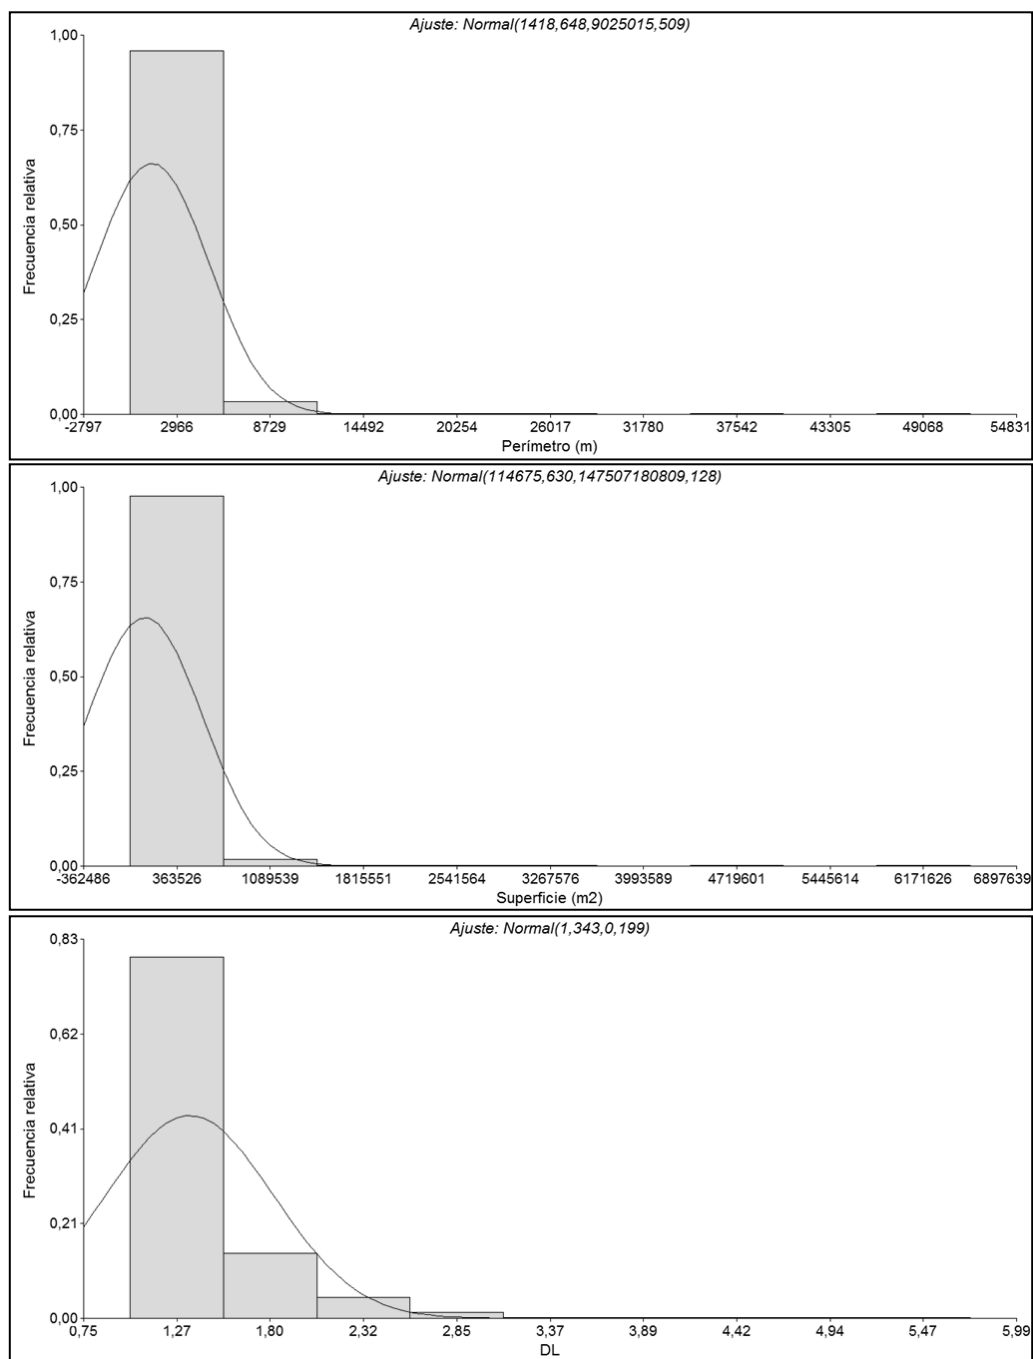 Ajuste: Normal(1418,648,9025015,509)
1,00
0,75
0,50
0,25
0,00
Frecuencia relativa
-2797 2966 8729 14492 20254 26017 31780 37542 43305 49068 54831
Perímetro (m)
Ajuste: Normal(114675,630,147507180809,128)
1,00
0,75
0,50
0,25
0,00
Frecuencia relativa
-362486 363526 1089539 1815551 2541564 3267576 3993589 4719601 5445614 6171626 6897639
Superficie (m2)
Ajuste: Normal(1,343,0,199)
0,83
0,62
0,41
0,21
0,00
Frecuencia relativa
0,75 1,27 1,80 2,32 2,85 3,37 3,89 4,42 4,94 5,47 5,99
DL